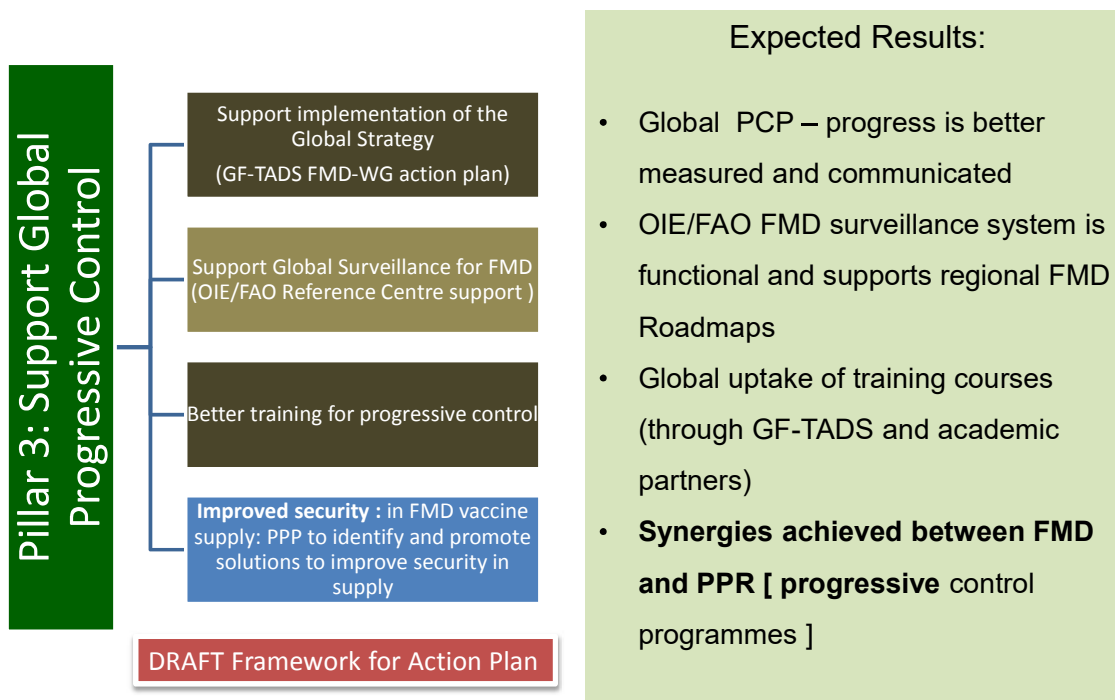 Pillar 3: Support Global
Progressive Control
Support implementation of the
Global Strategy
(GF-TADS FMD-WG action plan)
Support Global Surveillance for FMD
(OIE/FAO Reference Centre support )
Better training for progressive control
Improved security : in FMD vaccine
supply: PPP to identify and promote
solutions to improve security in
supply
DRAFT Framework for Action Plan
Expected Results:
• Global PCP – progress is better
measured and communicated
• OIE/FAO FMD surveillance system is
functional and supports regional FMD
Roadmaps
• Global uptake of training courses
(through GF-TADS and academic
partners)
• Synergies achieved between FMD
and PPR [ progressive control
programmes ]